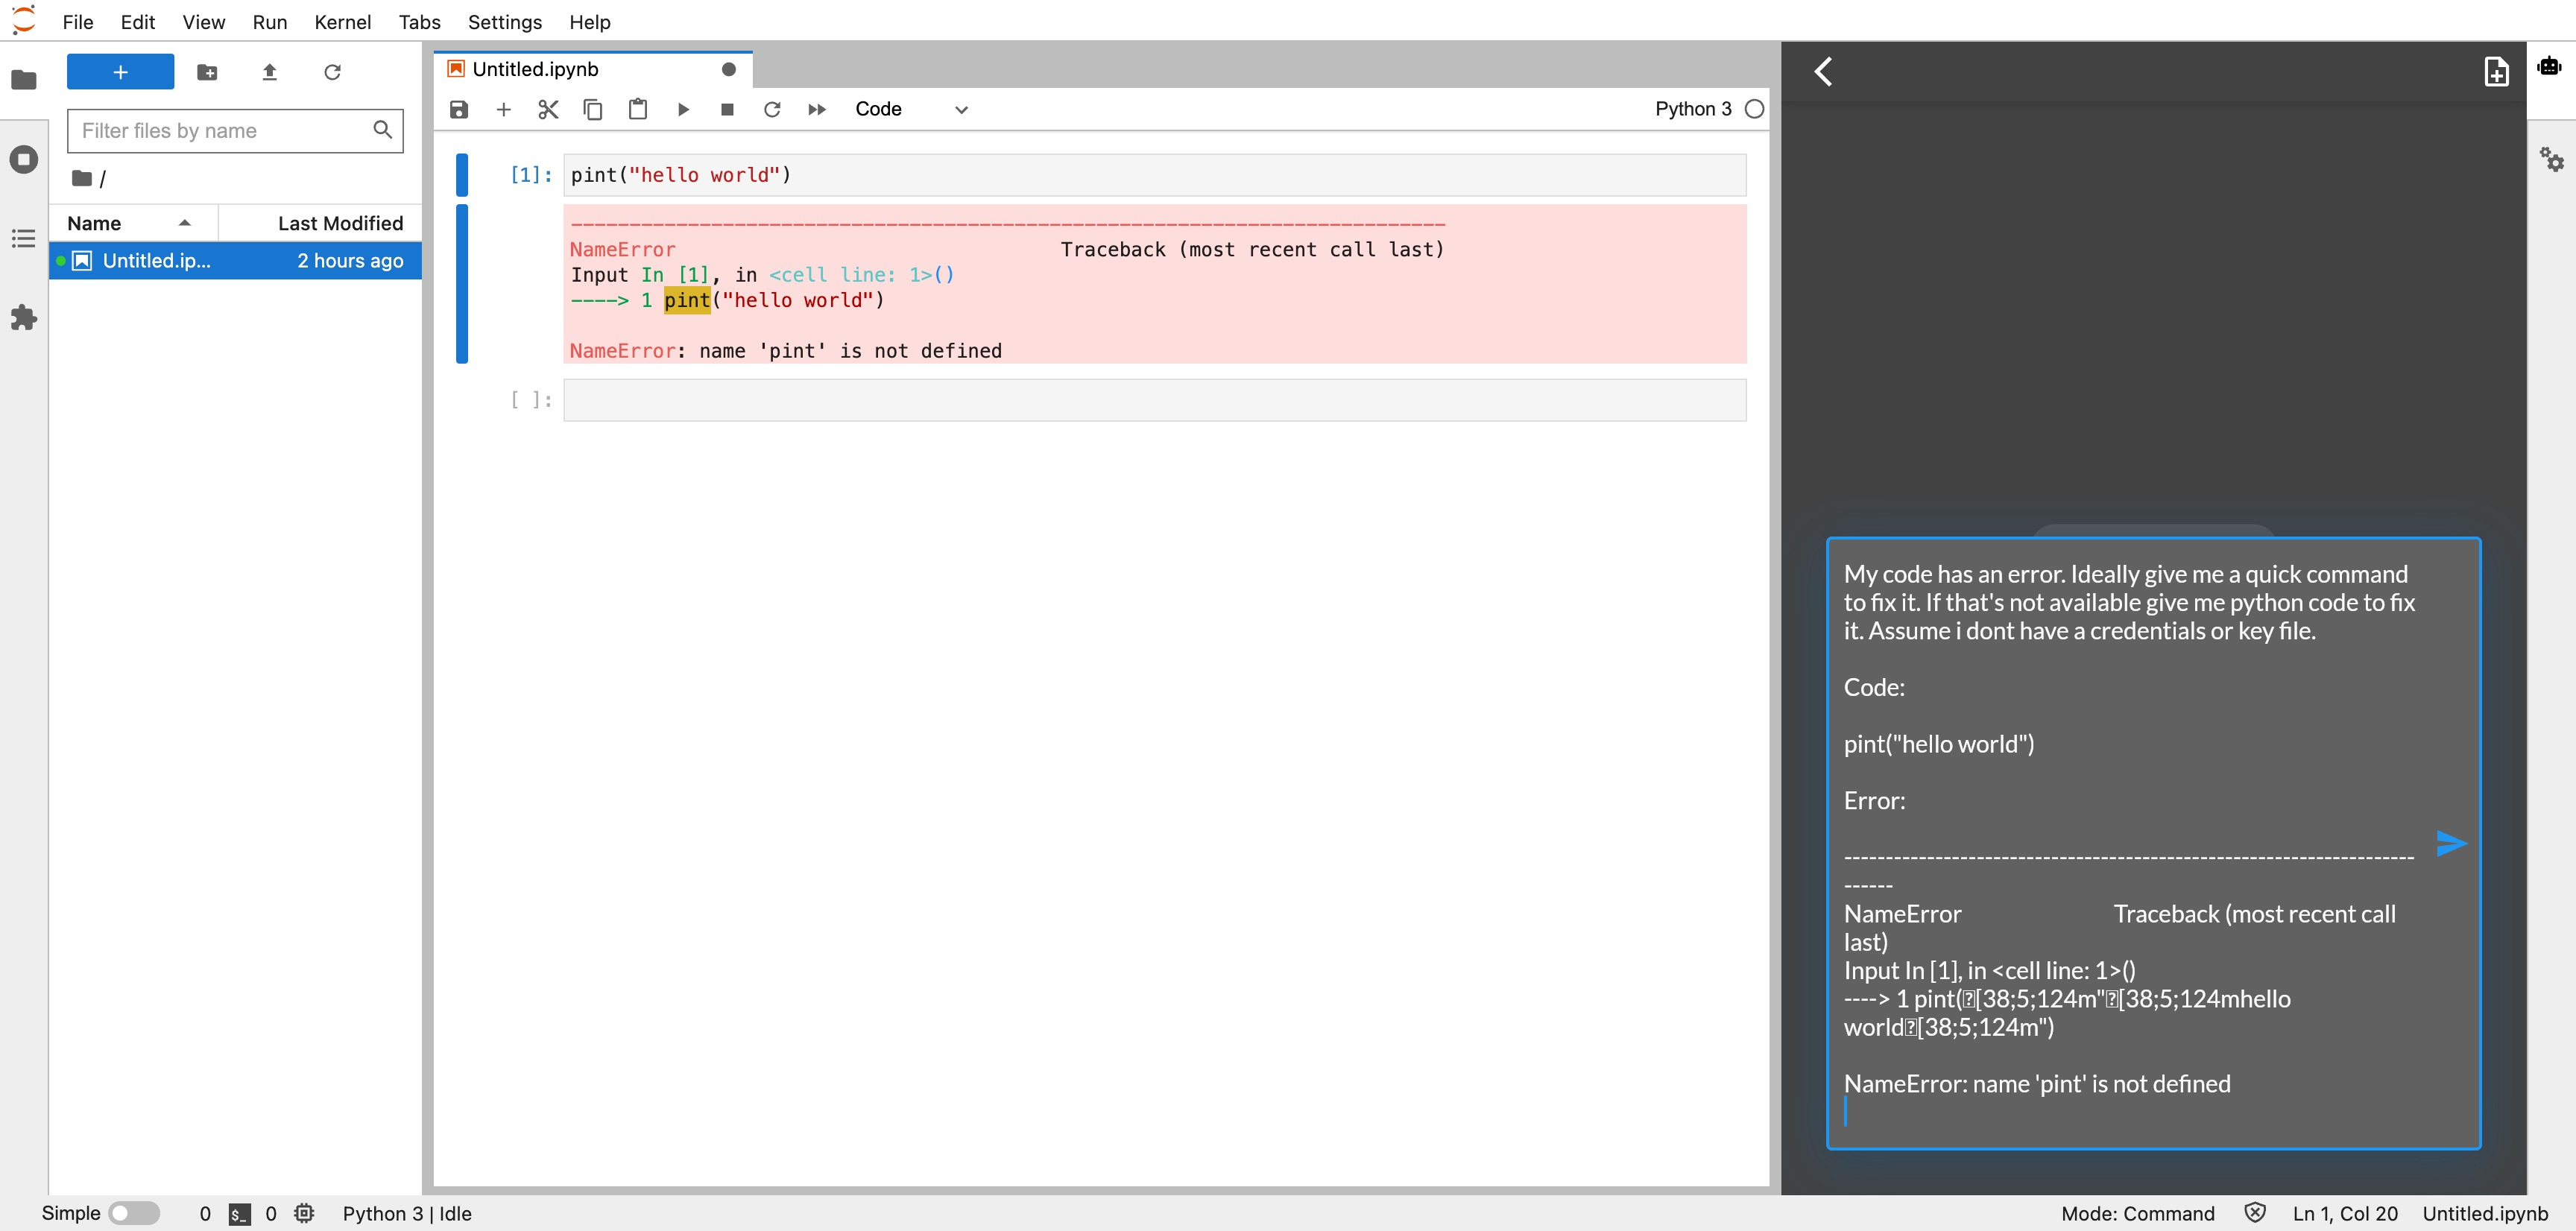 File Edit View Run Kernel Tabs Settings Help
Filter files by name
/
Name Last Modified
Untitled.ip... 2 hours ago
Untitled.ipynb
Code Python 3
[1]: pint("hello world")
---------------------------------------------------------------------------
NameError Traceback (most recent call last)
Input In [1], in <cell line: 1>()
----> 1 pint("hello world")
NameError: name 'pint' is not defined
[ ]:
My code has an error. Ideally give me a quick command
to fix it. If that's not available give me python code to fix
it. Assume i dont have a credentials or key file.
Code:
pint("hello world")
Error:
---------------------------------------------------------------------
------
NameError Traceback (most recent call
last)
Input In [1], in <cell line: 1>()
----> 1 pint(�[38;5;124m"�[38;5;124mhello
world�[38;5;124m")
NameError: name 'pint' is not defined
Simple 0 $_ 0 Python 3 | Idle Mode: Command Ln 1, Col 20 Untitled.ipynb